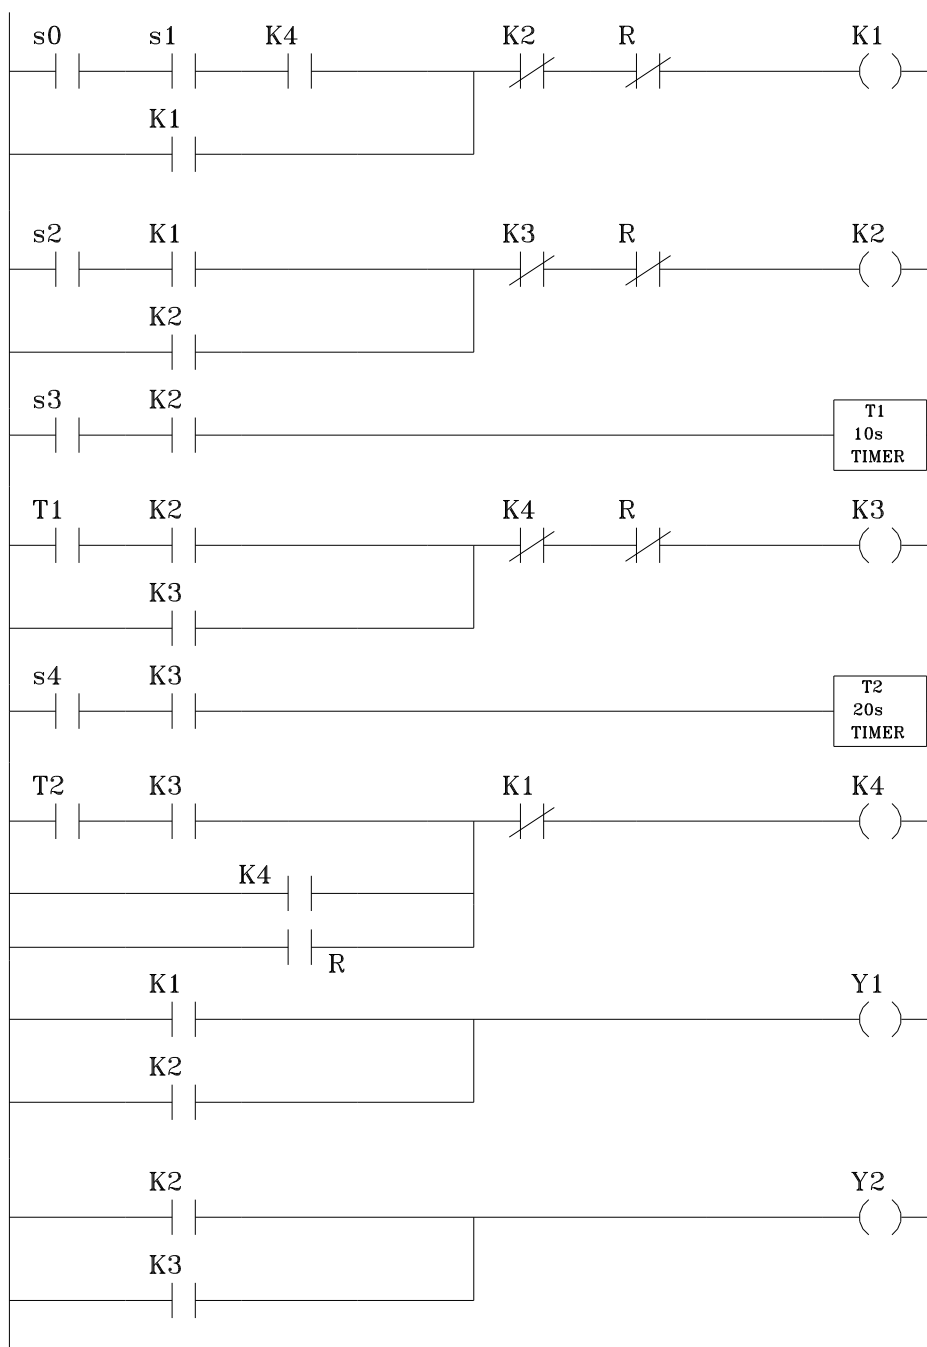 s0 s1 K4 K2 R K1
K1
s2 K1 K3 R K2
K2
s3 K2
T1
10s
TIMER
T1 K2 K4 R K3
K3
s4 K3
T2
20s
TIMER
T2 K3 K1 K4
K4
R
K1 Y1
K2
K2 Y2
K3